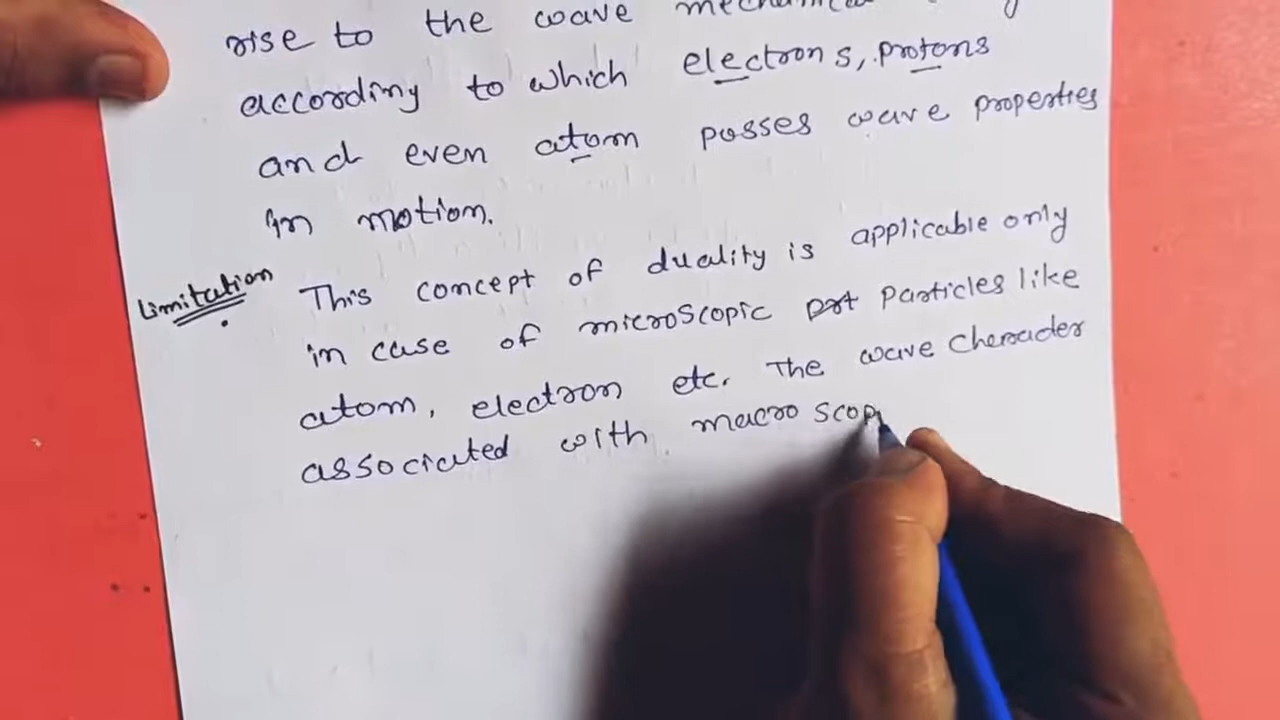 rise to the wave
according to which electrons, protons
and even atom posses wave properties
in motion.
Limitation This concept of duality is applicable only
in case of microscopic prt particles like
atom, electron etc. The wave cherader
associated with macro scop